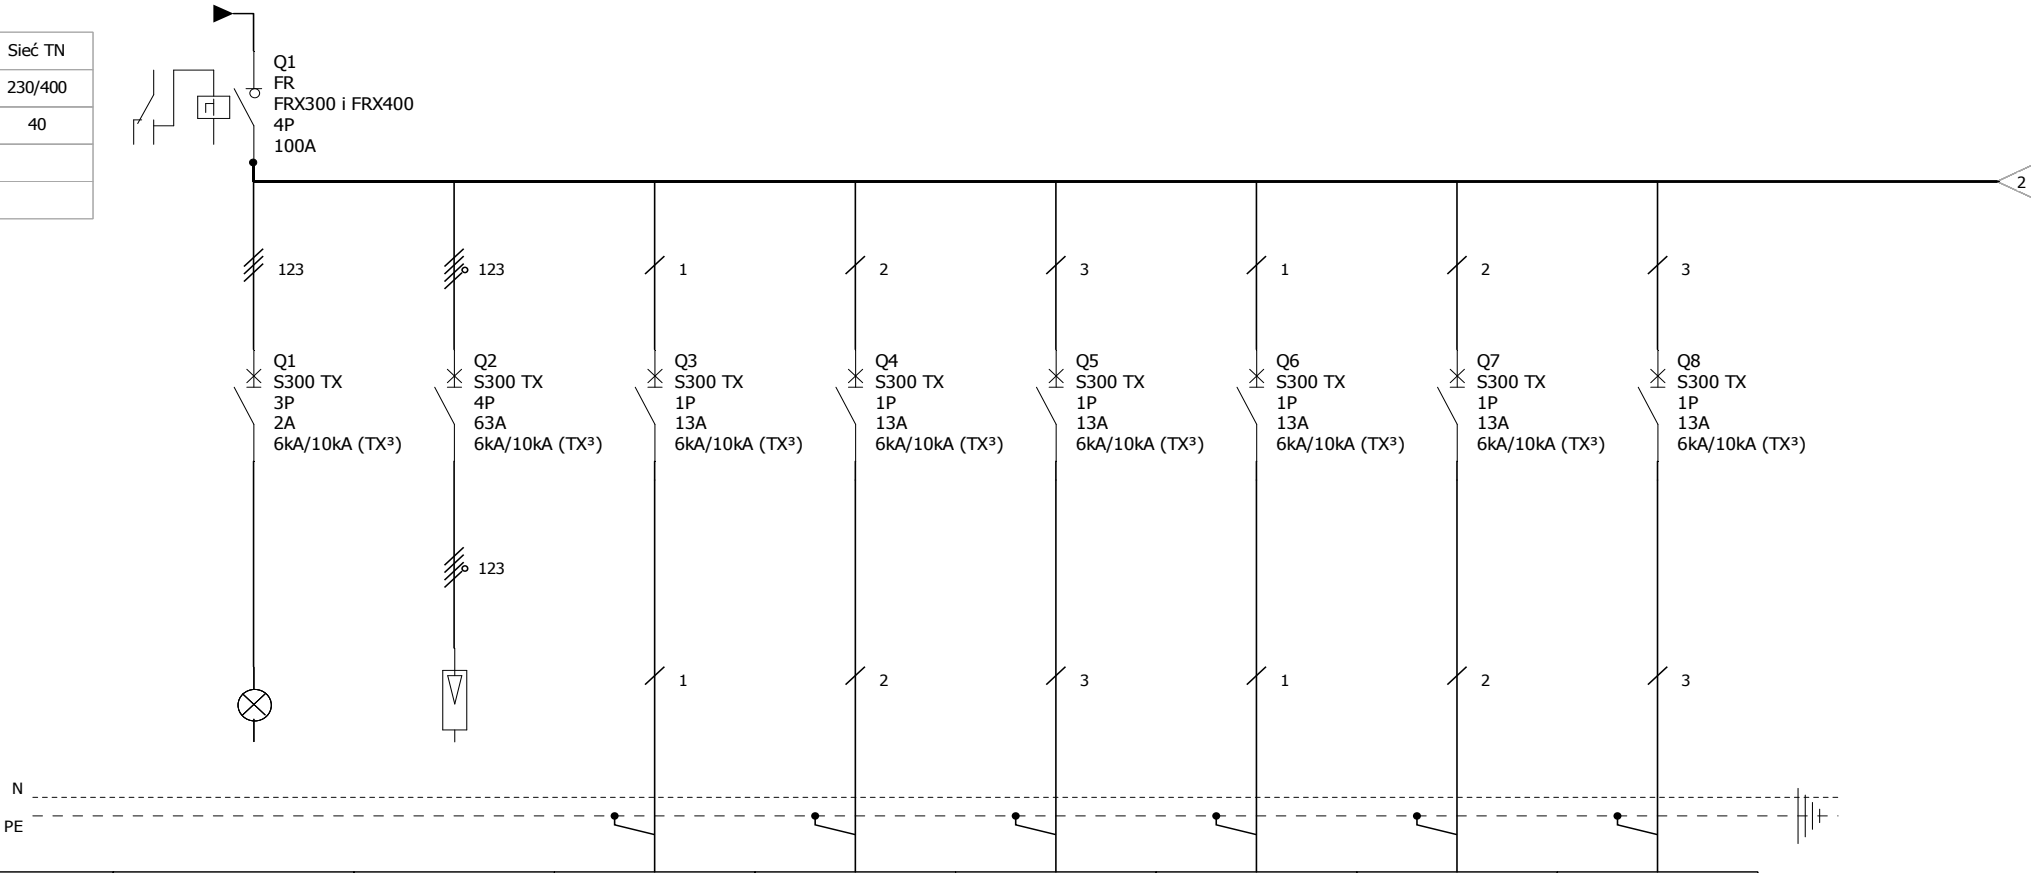 Sieć TN
230/400
40
Q1
FR
FRX300 i FRX400
4P
100A
2
123
123
1
2
3
1
2
3
Q1
S300 TX
3P
2A
6kA/10kA (TX³)
Q2
S300 TX
4P
63A
6kA/10kA (TX³)
Q3
S300 TX
1P
13A
6kA/10kA (TX³)
Q4
S300 TX
1P
13A
6kA/10kA (TX³)
Q5
S300 TX
1P
13A
6kA/10kA (TX³)
Q6
S300 TX
1P
13A
6kA/10kA (TX³)
Q7
S300 TX
1P
13A
6kA/10kA (TX³)
Q8
S300 TX
1P
13A
6kA/10kA (TX³)
123
1
2
3
1
2
3
N
PE